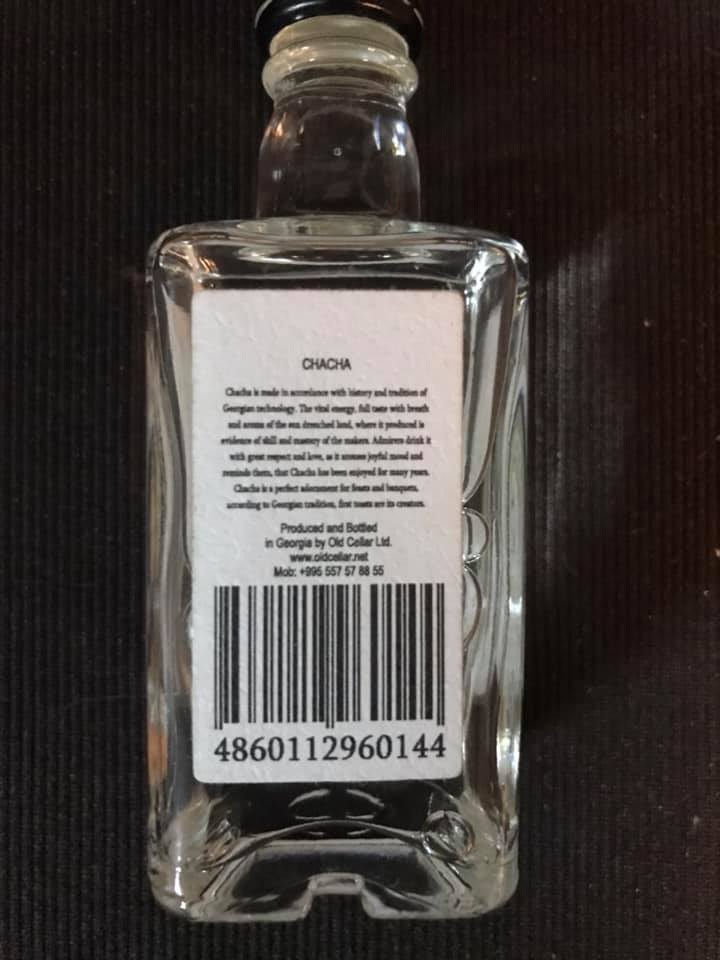 CHACHA
Chacha is made in accordance with history and tradition of
Georgian technology. The vital energy, full taste with breath
and aroma of the sun drenched land, where it produced is
evidence of skill and mastery of the makers. Admirers drink it
with great respect and love, as it arouses joyful mood and
reminds them, that Chacha has been enjoyed for many years.
Chacha is a perfect adornment for feasts and banquets,
according to Georgian tradition, first toasts are its creators.
Produced and Bottled
in Georgia by Old Cellar Ltd.
www.oldcellar.net
Mob: +995 557 57 88 55
4860112960144